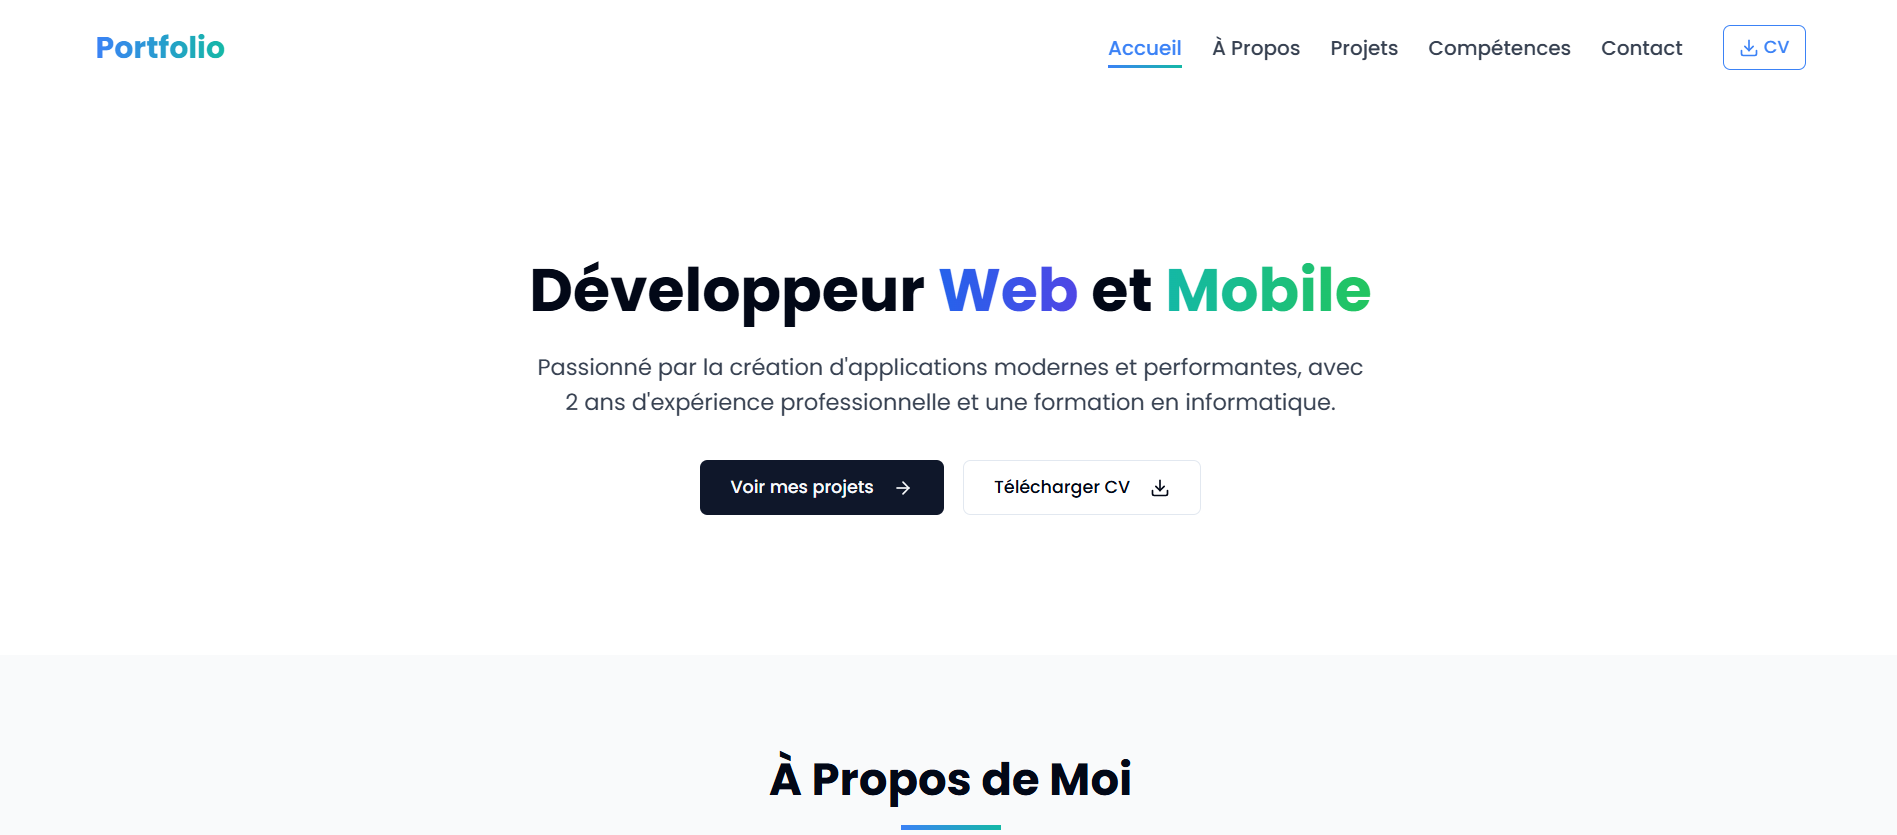 Portfolio
Accueil
À Propos
Projets
Compétences
Contact
CV
Développeur Web et Mobile
Passionné par la création d'applications modernes et performantes, avec
2 ans d'expérience professionnelle et une formation en informatique.
Voir mes projets
Télécharger CV
À Propos de Moi